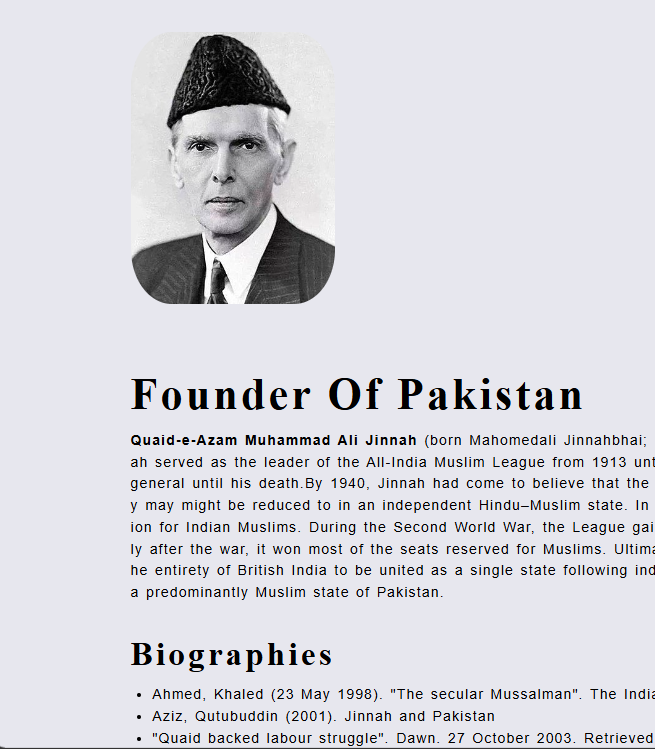 Founder Of Pakistan
Quaid-e-Azam Muhammad Ali Jinnah (born Mahomedali Jinnahbhai;
ah served as the leader of the All-India Muslim League from 1913 unt
general until his death.By 1940, Jinnah had come to believe that the
y may might be reduced to in an independent Hindu–Muslim state. In
ion for Indian Muslims. During the Second World War, the League gai
ly after the war, it won most of the seats reserved for Muslims. Ultima
he entirety of British India to be united as a single state following ind
a predominantly Muslim state of Pakistan.
Biographies
• Ahmed, Khaled (23 May 1998). "The secular Mussalman". The India
• Aziz, Qutubuddin (2001). Jinnah and Pakistan
• "Quaid backed labour struggle". Dawn. 27 October 2003. Retrieved